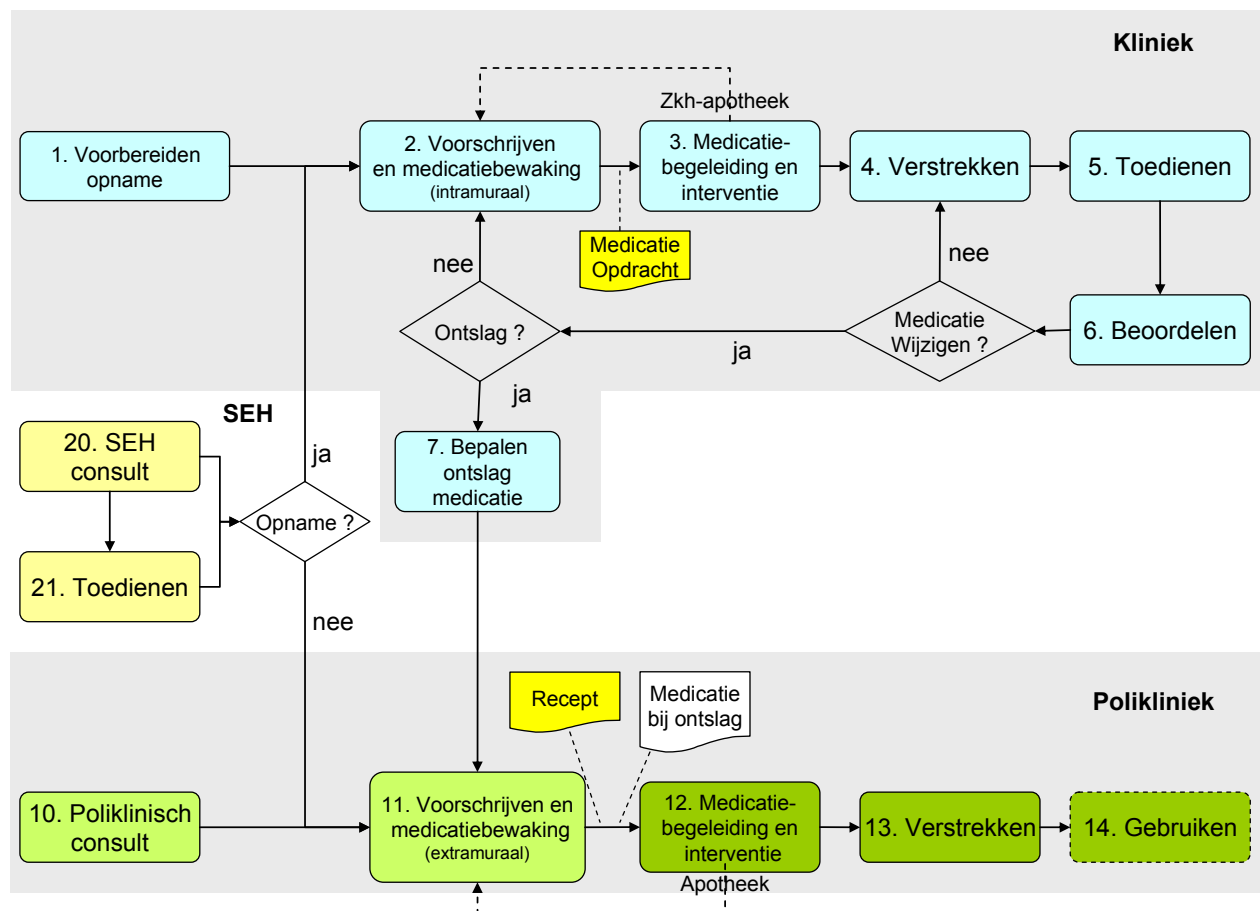 Kliniek
Zkh-apotheek
1. Voorbereiden
opname
2. Voorschrijven
en medicatiebewaking
(intramuraal)
3. Medicatie-
begeleiding en
interventie
4. Verstrekken
5. Toedienen
Medicatie
Opdracht
nee
nee
Ontslag ?
ja
Medicatie
Wijzigen ?
6. Beoordelen
ja
SEH
20. SEH
consult
ja
7. Bepalen
ontslag
medicatie
Opname ?
21. Toedienen
nee
Recept
Medicatie
bij ontslag
Polikliniek
10. Poliklinisch
consult
11. Voorschrijven en
medicatiebewaking
(extramuraal)
12. Medicatie-
begeleiding en
interventie
13. Verstrekken
14. Gebruiken
Apotheek